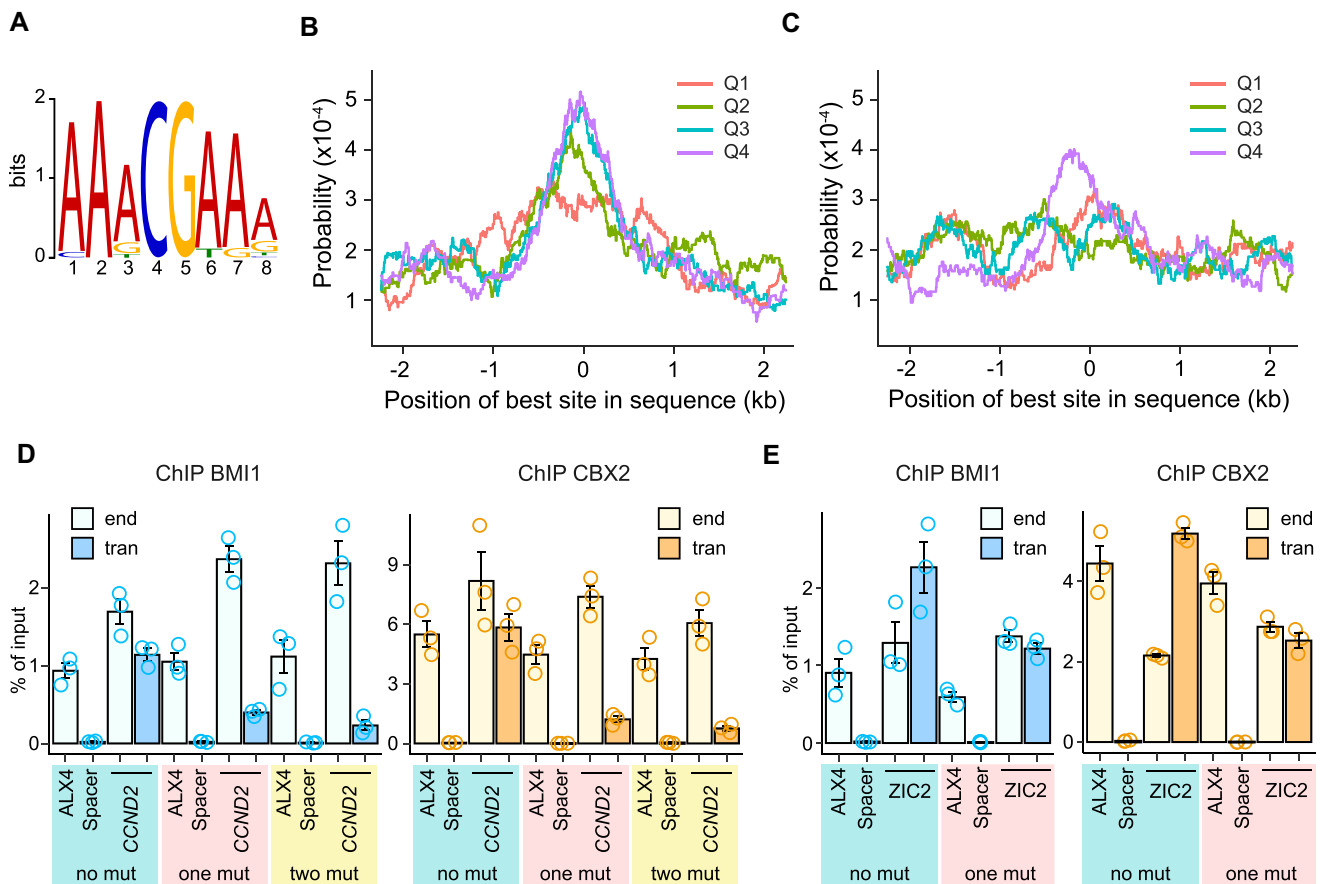 A
bits
2
1
0
AAACGAAA
C G T T G G T C
1 2 3 4 5 6 7 8
B
Probability (x10⁻⁴)
5
4
3
2
1
Q1
Q2
Q3
Q4
-2 -1 0 1 2
Position of best site in sequence (kb)
C
Probability (x10⁻⁴)
5
4
3
2
1
Q1
Q2
Q3
Q4
-2 -1 0 1 2
Position of best site in sequence (kb)
D
ChIP BMI1
end
tran
% of input
2
1
0
ALX4
Spacer
CCND2
ALX4
Spacer
CCND2
ALX4
Spacer
CCND2
no mut
one mut
two mut
ChIP CBX2
end
tran
9
6
3
0
ALX4
Spacer
CCND2
ALX4
Spacer
CCND2
ALX4
Spacer
CCND2
no mut
one mut
two mut
E
ChIP BMI1
end
tran
% of input
2
1
0
ALX4
Spacer
ZIC2
ALX4
Spacer
ZIC2
no mut
one mut
ChIP CBX2
end
tran
4
2
0
ALX4
Spacer
ZIC2
ALX4
Spacer
ZIC2
no mut
one mut